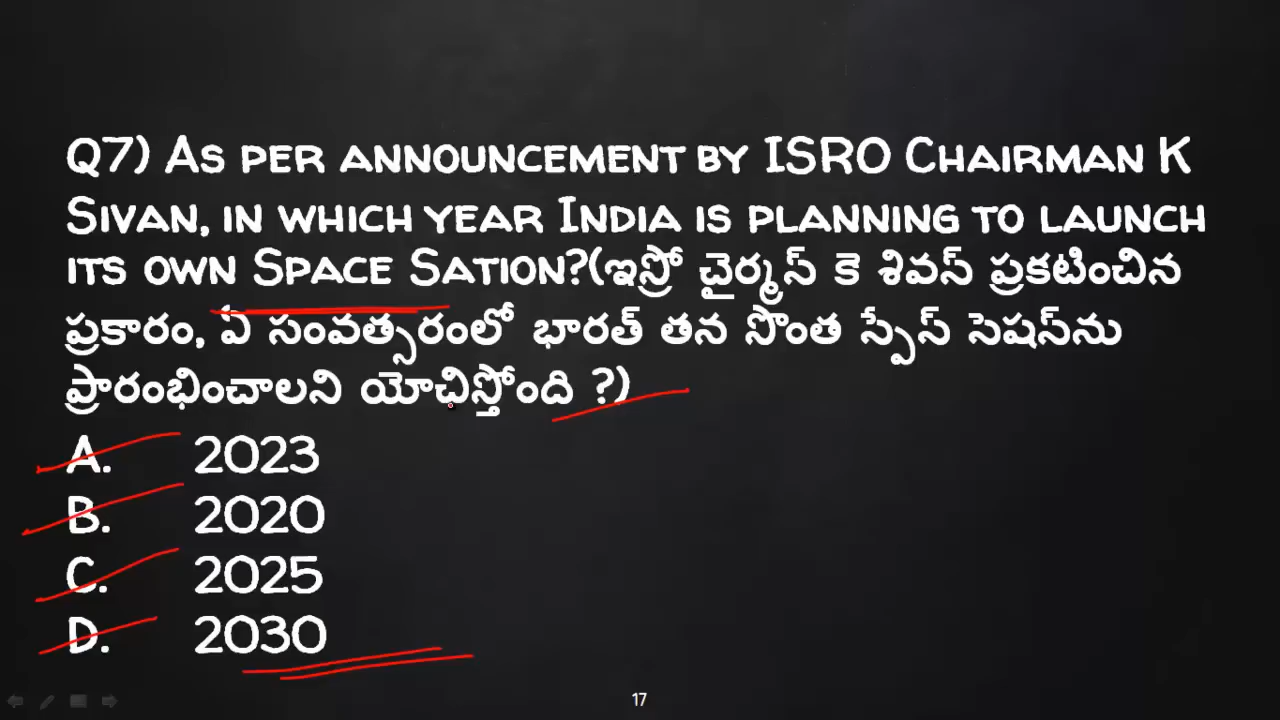 Q7) As per announcement by ISRO Chairman K
Sivan, in which year India is planning to launch
its own Space Sation?(ఇస్రో చైర్మన్ కె శివన్ ప్రకటించిన
ప్రకారం, ఏ సంవత్సరంలో భారత్ తన సొంత స్పేస్ సెషన్‌ను
ప్రారంభించాలని యోచిస్తోంది ?)
A. 2023
B. 2020
C. 2025
D. 2030
17